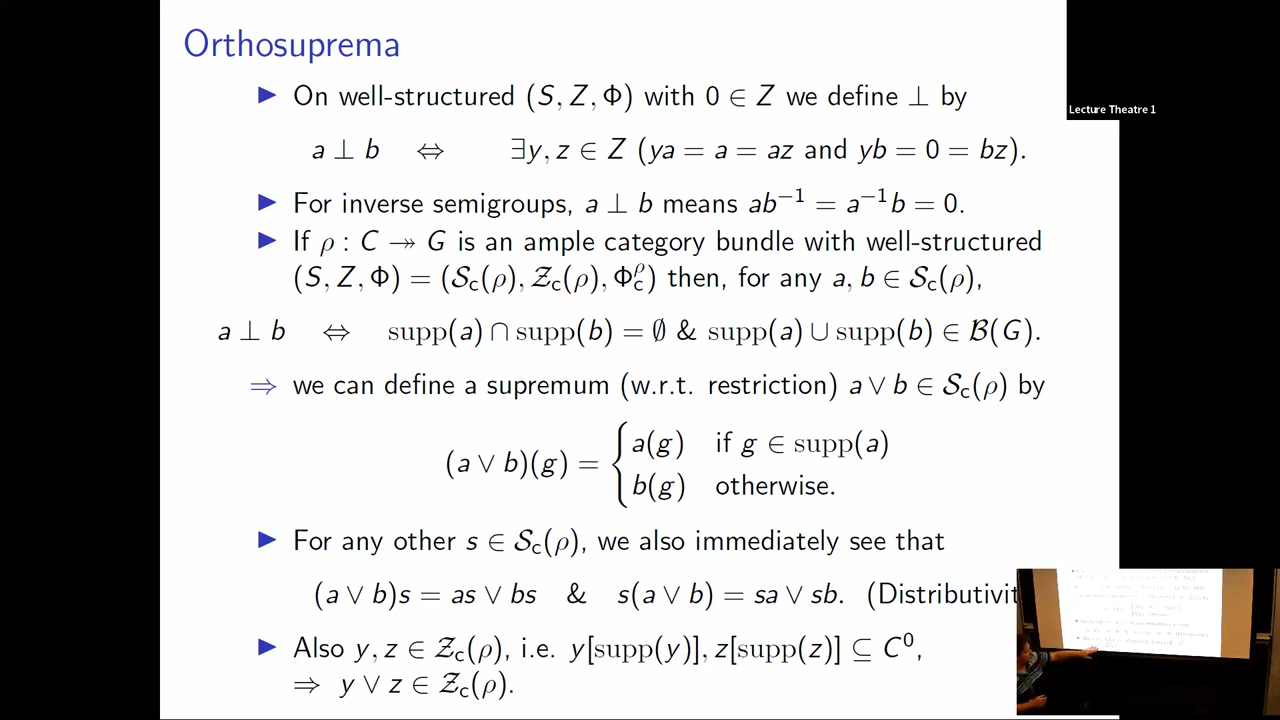 Orthosuprema
▶ On well-structured (S, Z, Φ) with 0 ∈ Z we define ⊥ by
a ⊥ b ⇔ ∃y, z ∈ Z (ya = a = az and yb = 0 = bz).
▶ For inverse semigroups, a ⊥ b means ab⁻¹ = a⁻¹b = 0.
▶ If ρ : C ↠ G is an ample category bundle with well-structured
(S, Z, Φ) = (𝒮_c(ρ), 𝒵_c(ρ), Φ_c^ρ) then, for any a, b ∈ 𝒮_c(ρ),
a ⊥ b ⇔ supp(a) ∩ supp(b) = ∅ & supp(a) ∪ supp(b) ∈ ℬ(G).
⇒ we can define a supremum (w.r.t. restriction) a ∨ b ∈ 𝒮_c(ρ) by
(a ∨ b)(g) = { a(g) if g ∈ supp(a)
b(g) otherwise.
▶ For any other s ∈ 𝒮_c(ρ), we also immediately see that
(a ∨ b)s = as ∨ bs & s(a ∨ b) = sa ∨ sb. (Distributivit
▶ Also y, z ∈ 𝒵_c(ρ), i.e. y[supp(y)], z[supp(z)] ⊆ C⁰,
⇒ y ∨ z ∈ 𝒵_c(ρ).
Lecture Theatre 1